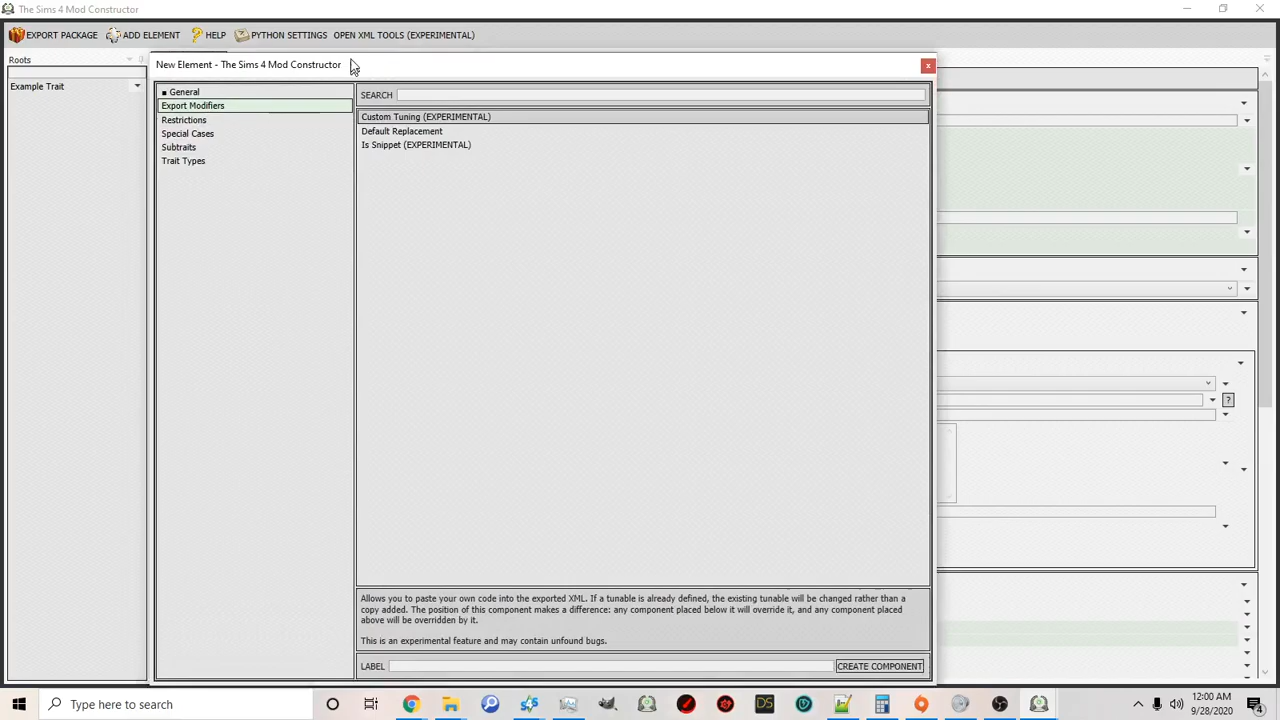 The Sims 4 Mod Constructor
EXPORT PACKAGE ADD ELEMENT HELP PYTHON SETTINGS OPEN XML TOOLS (EXPERIMENTAL)
Roots
Example Trait
New Element - The Sims 4 Mod Constructor
General
Export Modifiers
Restrictions
Special Cases
Subtraits
Trait Types
SEARCH
Custom Tuning (EXPERIMENTAL)
Default Replacement
Is Snippet (EXPERIMENTAL)
?
Allows you to paste your own code into the exported XML. If a tunable is already defined, the existing tunable will be changed rather than a
copy added. The position of this component makes a difference: any component placed below it will override it, and any component placed
above will be overridden by it.
This is an experimental feature and may contain unfound bugs.
LABEL CREATE COMPONENT
Type here to search
DS
12:00 AM
9/28/2020
4